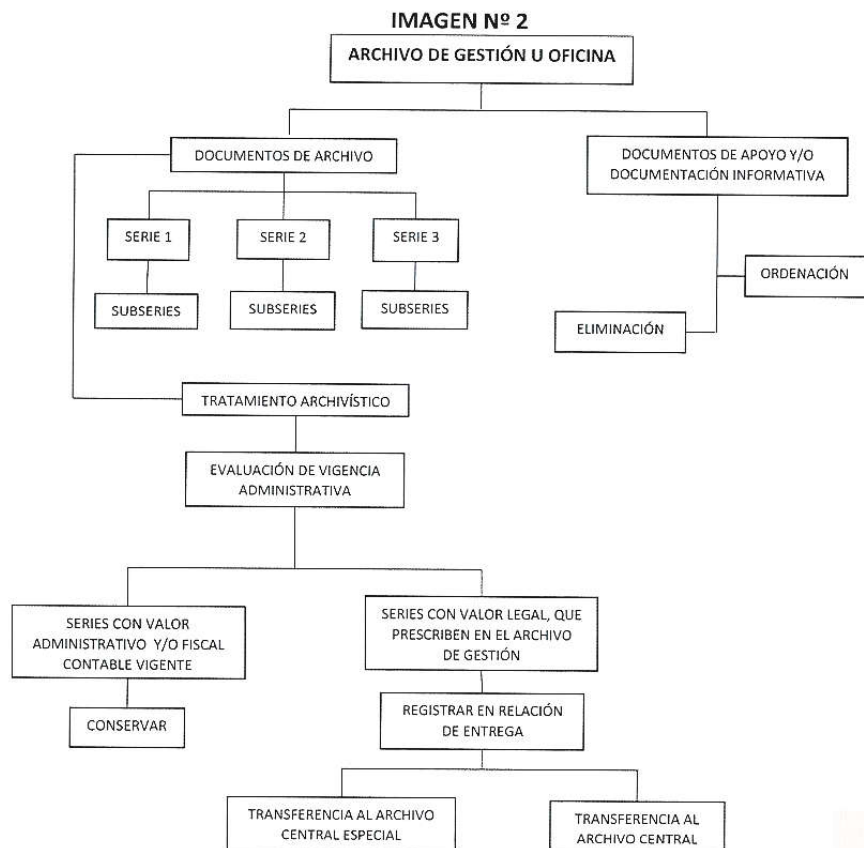 IMAGEN Nº 2
ARCHIVO DE GESTIÓN U OFICINA
DOCUMENTOS DE ARCHIVO
DOCUMENTOS DE APOYO Y/O
DOCUMENTACIÓN INFORMATIVA
SERIE 1
SERIE 2
SERIE 3
ORDENACIÓN
SUBSERIES
SUBSERIES
SUBSERIES
ELIMINACIÓN
TRATAMIENTO ARCHIVÍSTICO
EVALUACIÓN DE VIGENCIA
ADMINISTRATIVA
SERIES CON VALOR
ADMINISTRATIVO Y/O FISCAL
CONTABLE VIGENTE
SERIES CON VALOR LEGAL, QUE
PRESCRIBEN EN EL ARCHIVO
DE GESTIÓN
CONSERVAR
REGISTRAR EN RELACIÓN
DE ENTREGA
TRANSFERENCIA AL ARCHIVO
CENTRAL ESPECIAL
TRANSFERENCIA AL
ARCHIVO CENTRAL